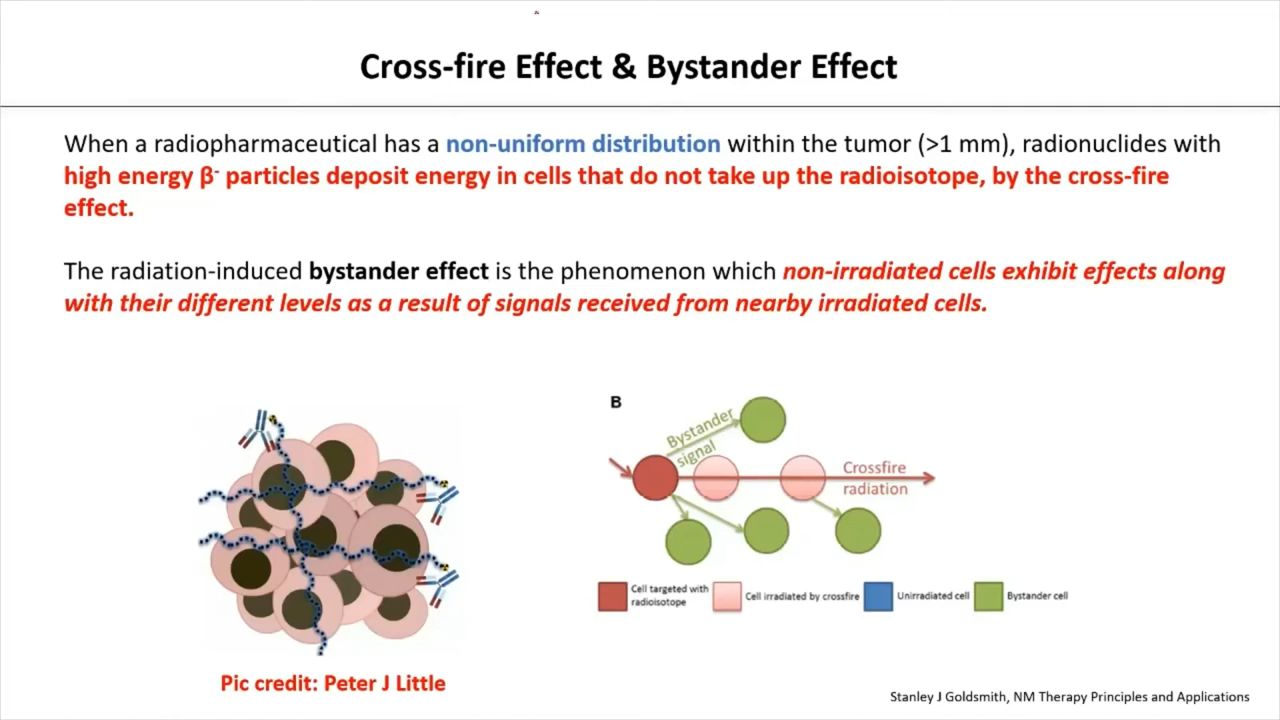 Cross-fire Effect & Bystander Effect
When a radiopharmaceutical has a non-uniform distribution within the tumor (>1 mm), radionuclides with
high energy β- particles deposit energy in cells that do not take up the radioisotope, by the cross-fire
effect.
The radiation-induced bystander effect is the phenomenon which non-irradiated cells exhibit effects along
with their different levels as a result of signals received from nearby irradiated cells.
B
Bystander
signal
Crossfire
radiation
Cell targeted with
radioisotope
Cell irradiated by crossfire
Unirradiated cell
Bystander cell
Pic credit: Peter J Little
Stanley J Goldsmith, NM Therapy Principles and Applications